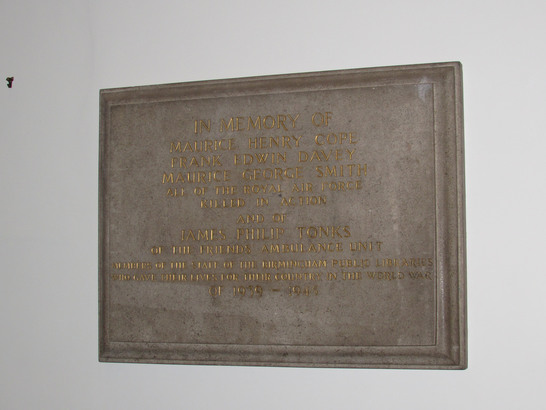 IN MEMORY OF
MAURICE HENRY COPE
FRANK EDWIN DAVEY
MAURICE GEORGE SMITH
OF THE ROYAL AIR FORCE
KILLED IN ACTION
AND OF
JAMES PHILIP TONKS
OF THE FRIENDS AMBULANCE UNIT
MEMBERS OF THE STAFF OF THE BIRMINGHAM PUBLIC LIBRARIES
WHO GAVE THEIR LIVES FOR THEIR COUNTRY IN THE WORLD WAR
OF 1939 - 1945